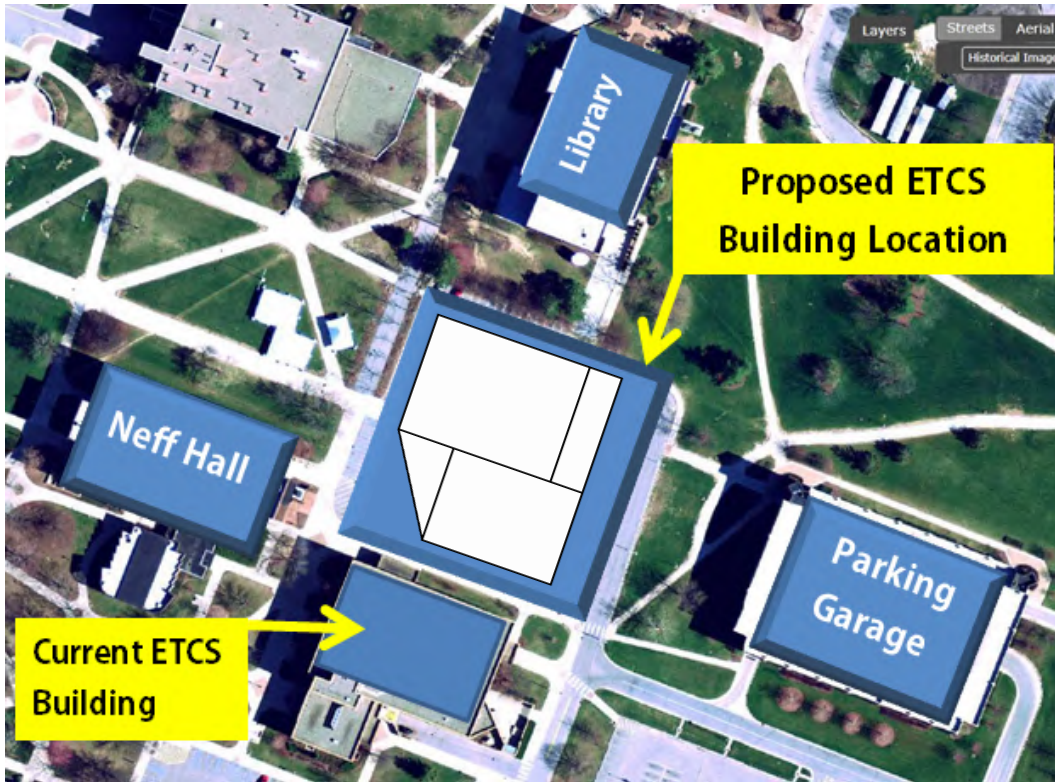 Layers
Streets
Aerial
Historical Image
Library
Proposed ETCS
Building Location
Neff Hall
Parking
Garage
Current ETCS
Building